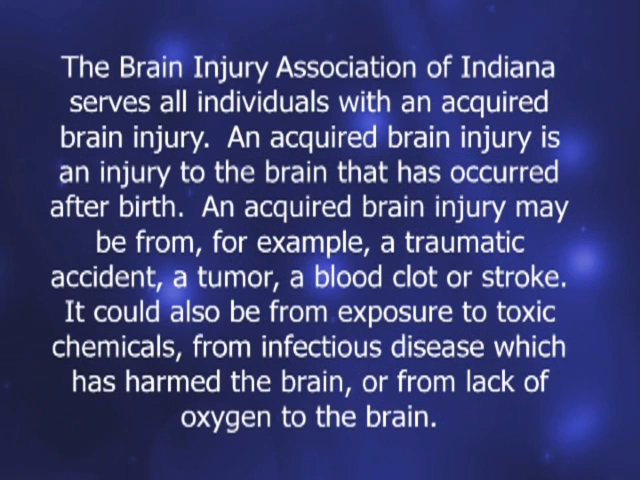 The Brain Injury Association of Indiana
serves all individuals with an acquired
brain injury.  An acquired brain injury is
an injury to the brain that has occurred
after birth.  An acquired brain injury may
be from, for example, a traumatic
accident, a tumor, a blood clot or stroke.
It could also be from exposure to toxic
chemicals, from infectious disease which
has harmed the brain, or from lack of
oxygen to the brain.